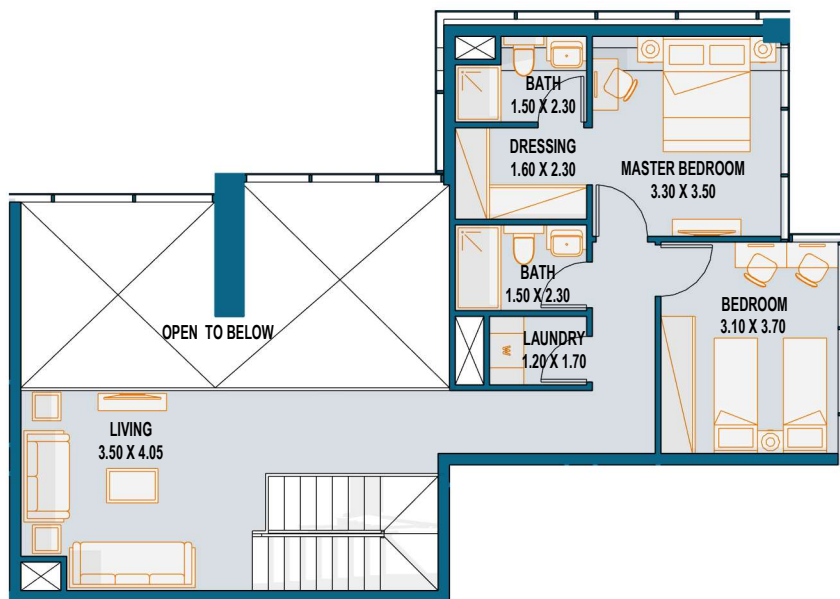 BATH
1.50 X 2.30
DRESSING
1.60 X 2.30
MASTER BEDROOM
3.30 X 3.50
BATH
1.50 X 2.30
BEDROOM
3.10 X 3.70
OPEN TO BELOW
LAUNDRY
1.20 X 1.70
W
LIVING
3.50 X 4.05